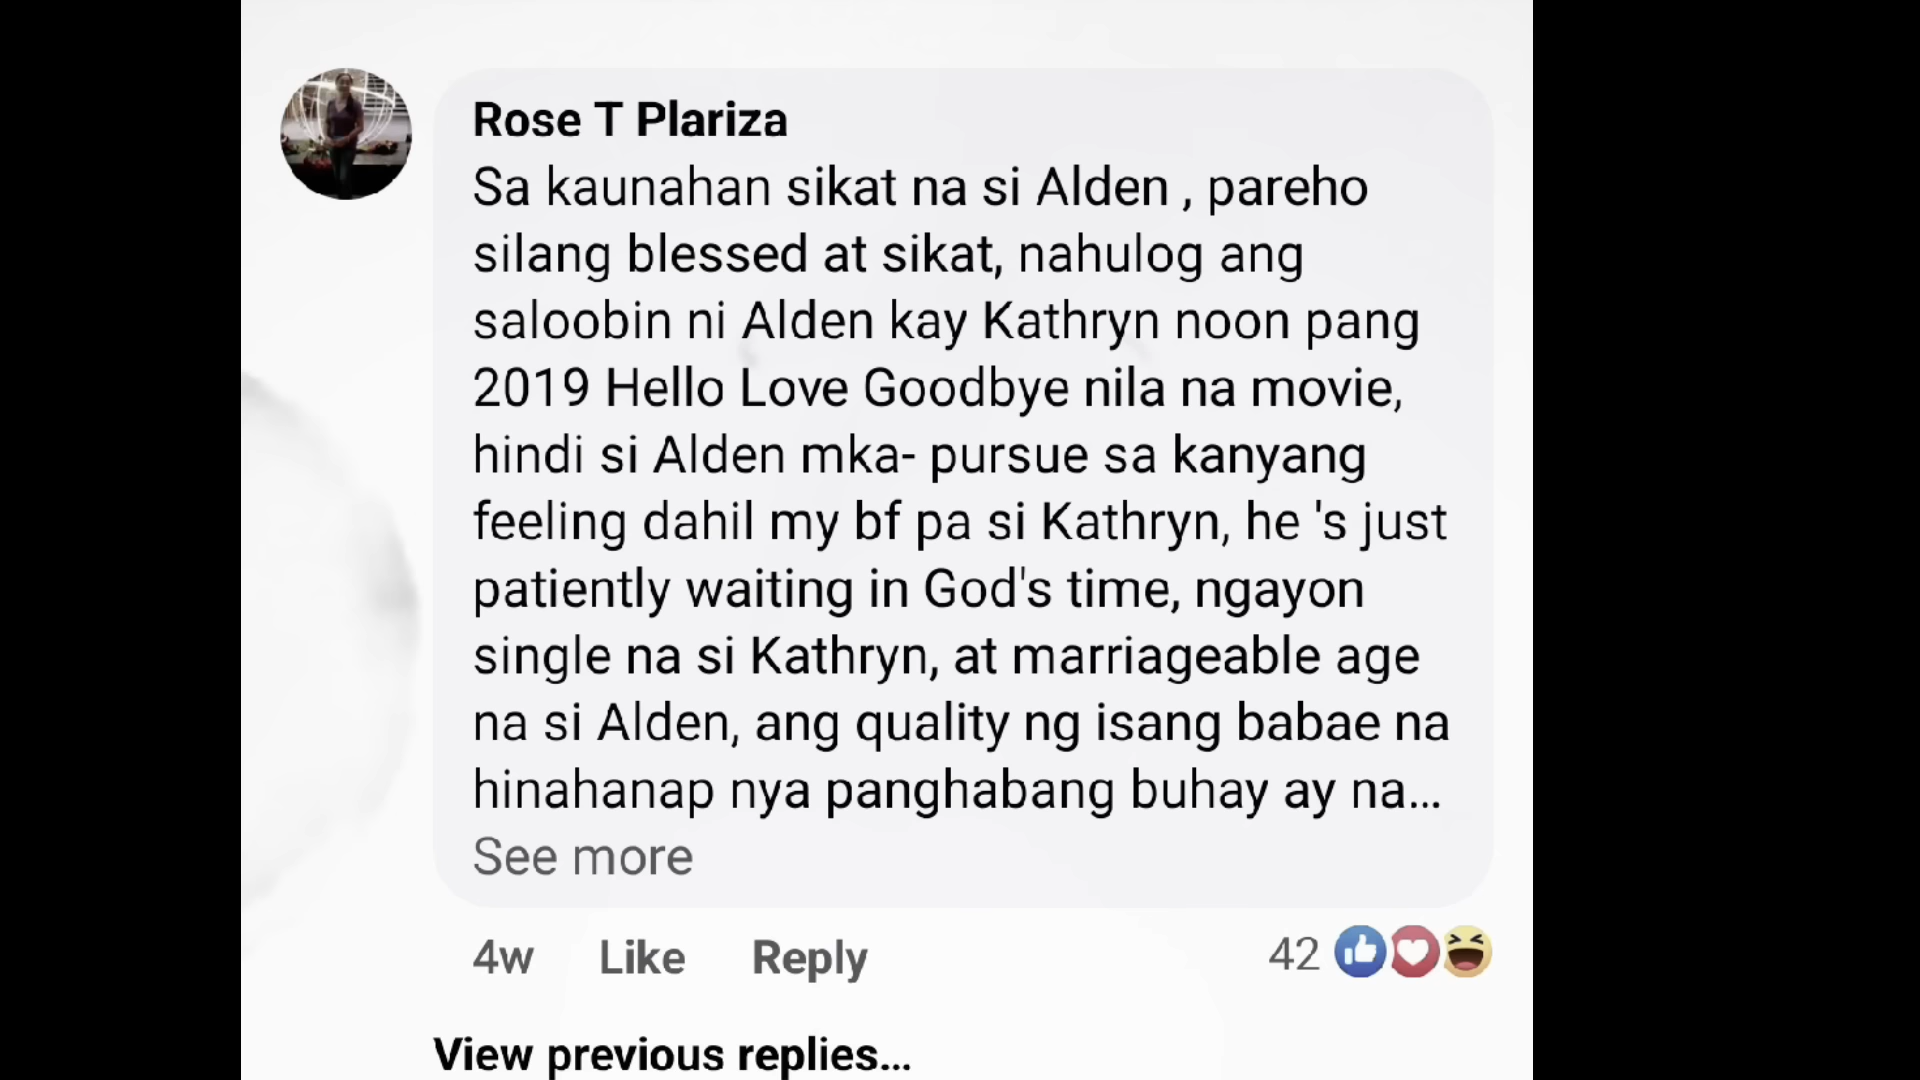 Rose T Plariza
Sa kaunahan sikat na si Alden , pareho
silang blessed at sikat, nahulog ang
saloobin ni Alden kay Kathryn noon pang
2019 Hello Love Goodbye nila na movie,
hindi si Alden mka- pursue sa kanyang
feeling dahil my bf pa si Kathryn, he 's just
patiently waiting in God's time, ngayon
single na si Kathryn, at marriageable age
na si Alden, ang quality ng isang babae na
hinahanap nya panghabang buhay ay na...
See more
4w Like Reply 42
View previous replies...